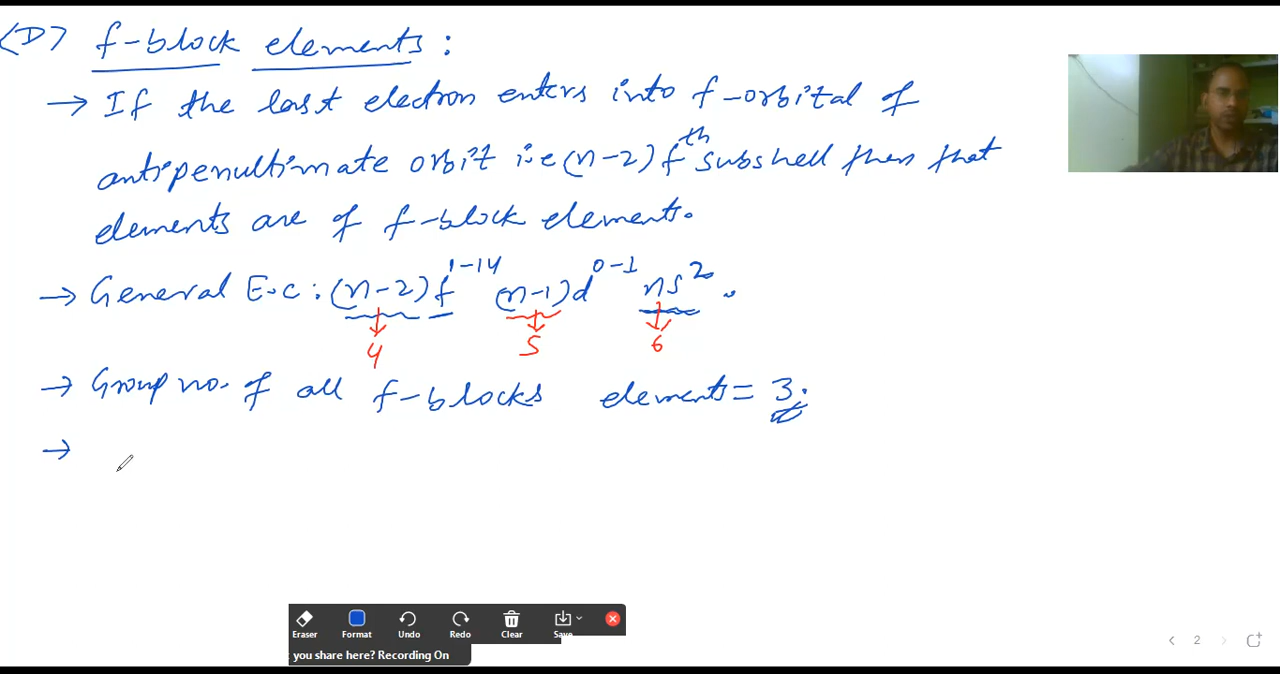 (D) f-block elements :
→ If the last electron enters into f-orbital of
antipenultimate orbit i.e (n-2) fᵗʰ subshell then that
elements are of f-block elements.
→ General E.c : (n-2) f¹⁻¹⁴ (n-1)d⁰⁻¹ ns² .
4 5 6
→ Group no. of all f-blocks elements = 3.
→
Eraser Format Undo Redo Clear Save
you share here? Recording On
< 2 >